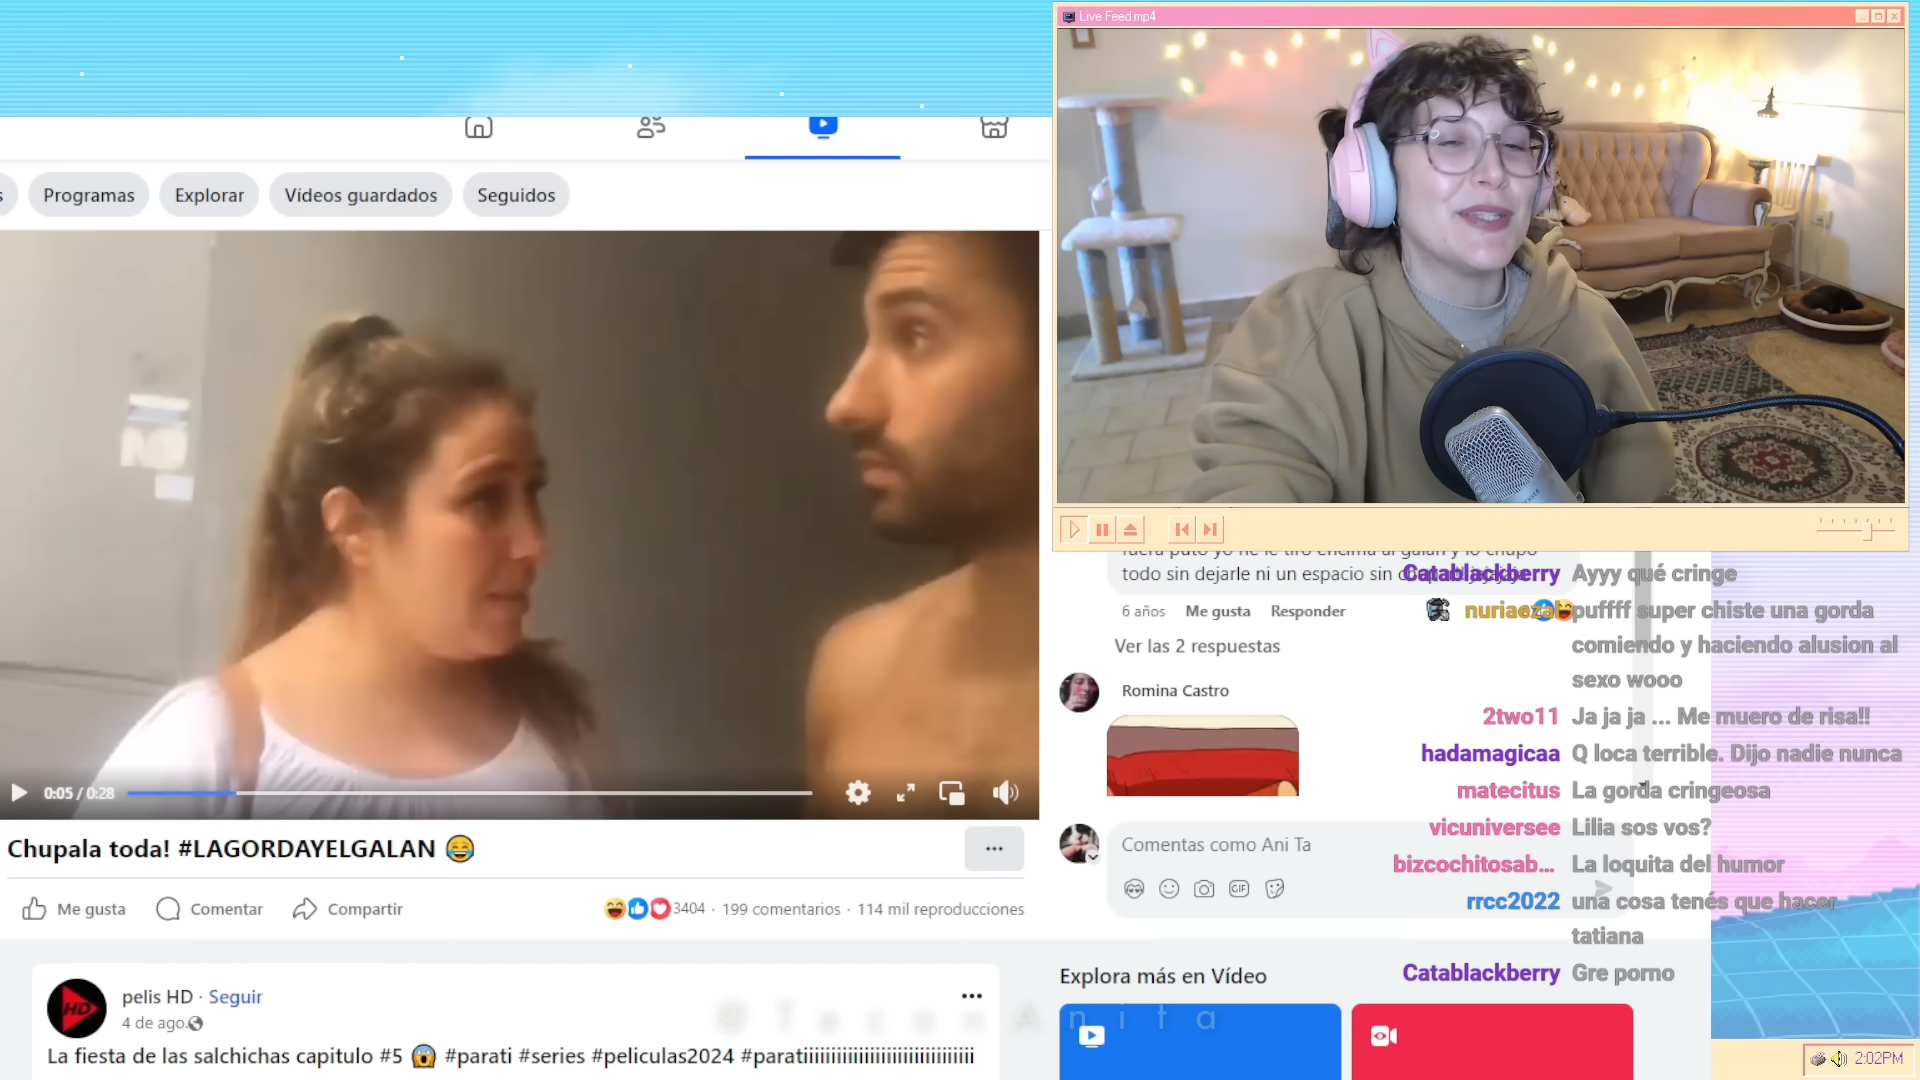 Live Feed.mp4
Programas
Explorar
Vídeos guardados
Seguidos
0:05 / 0:28
Chupala toda! #LAGORDAYELGALAN 😂
Me gusta
Comentar
Compartir
3404 · 199 comentarios · 114 mil reproducciones
HD
pelis HD · Seguir
4 de ago.
La fiesta de las salchichas capitulo #5 😱 #parati #series #peliculas2024 #paratiiiiiiiiiiiiiiiiiiiiiiiiiiiiiii
todo sin dejarle ni un espacio sin
6 años Me gusta Responder
Ver las 2 respuestas
Romina Castro
Comentas como Ani Ta
GIF
Catablackberry Ayyy qué cringe
puffff super chiste una gorda
comiendo y haciendo alusion al
sexo wooo
2two11 Ja ja ja ... Me muero de risa!!
hadamagicaa Q loca terrible. Dijo nadie nunca
matecitus La gorda cringeosa
vicuniversee Lilia sos vos?
bizcochitosab... La loquita del humor
rrcc2022 una cosa tenés que hacer
tatiana
Catablackberry Gre porno
Explora más en Vídeo
@TeconAnita
2:02PM